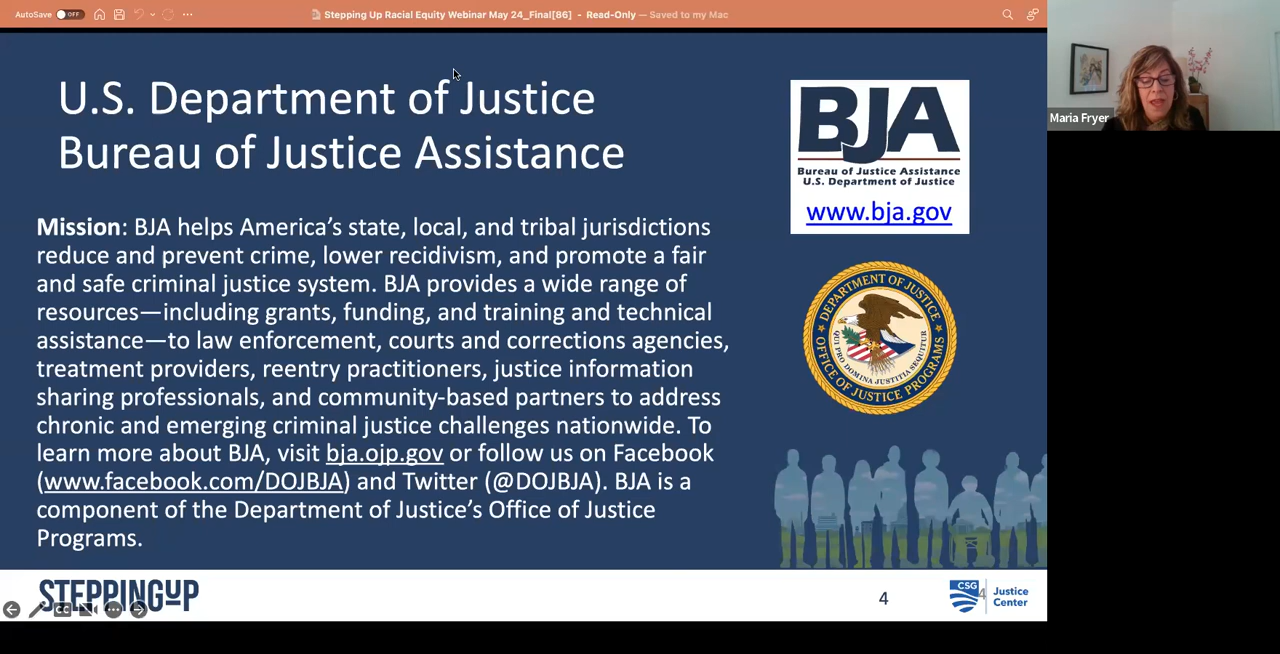 AutoSave OFF
Stepping Up Racial Equity Webinar May 24_Final[86] - Read-Only — Saved to my Mac
U.S. Department of Justice
Bureau of Justice Assistance
Mission: BJA helps America’s state, local, and tribal jurisdictions
reduce and prevent crime, lower recidivism, and promote a fair
and safe criminal justice system. BJA provides a wide range of
resources—including grants, funding, and training and technical
assistance—to law enforcement, courts and corrections agencies,
treatment providers, reentry practitioners, justice information
sharing professionals, and community-based partners to address
chronic and emerging criminal justice challenges nationwide. To
learn more about BJA, visit bja.ojp.gov or follow us on Facebook
(www.facebook.com/DOJBJA) and Twitter (@DOJBJA). BJA is a
component of the Department of Justice’s Office of Justice
Programs.
BJA
Bureau of Justice Assistance
U.S. Department of Justice
www.bja.gov
DEPARTMENT OF JUSTICE
QUI PRO DOMINA JUSTITIA SEQUITUR
OFFICE OF JUSTICE PROGRAMS
Maria Fryer
STEPPINGUP
CC
4
CSG
4
Justice
Center